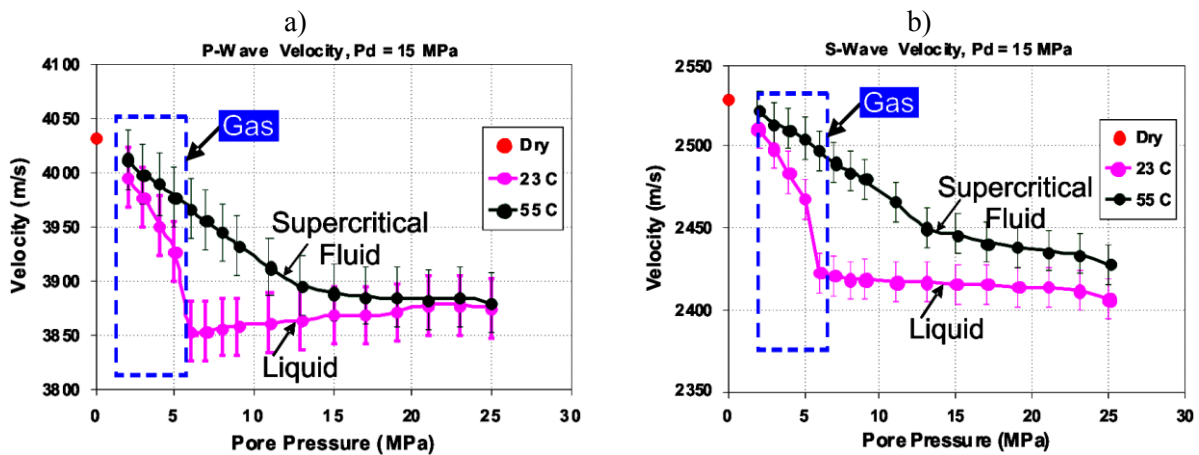 a)
P-Wave Velocity, Pd = 15 MPa
4100
4050
4000
3950
3900
3850
3800
Velocity (m/s)
Gas
Dry
23 C
55 C
Supercritical
Fluid
Liquid
0 5 10 15 20 25 30
Pore Pressure (MPa)
b)
S-Wave Velocity, Pd = 15 MPa
2550
2500
2450
2400
2350
Velocity (m/s)
Gas
Dry
23 C
55 C
Supercritical
Fluid
Liquid
0 5 10 15 20 25 30
Pore Pressure (MPa)